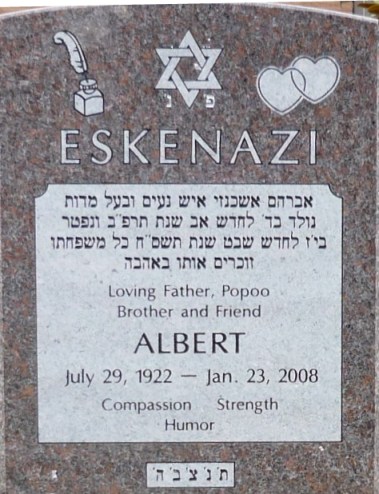 פ נ
ESKENAZI
אברהם אשכנזי איש נעים ובעל מדות
נולד בד׳ לחדש אב שנת תרפ״ב ונפטר
בי״ז לחדש שבט שנת תשס״ח כל משפחתו
זוכרים אותו באהבה
Loving Father, Popoo
Brother and Friend
ALBERT
July 29, 1922 — Jan. 23, 2008
Compassion Strength
Humor
ת׳נ׳צ׳ב׳ה׳